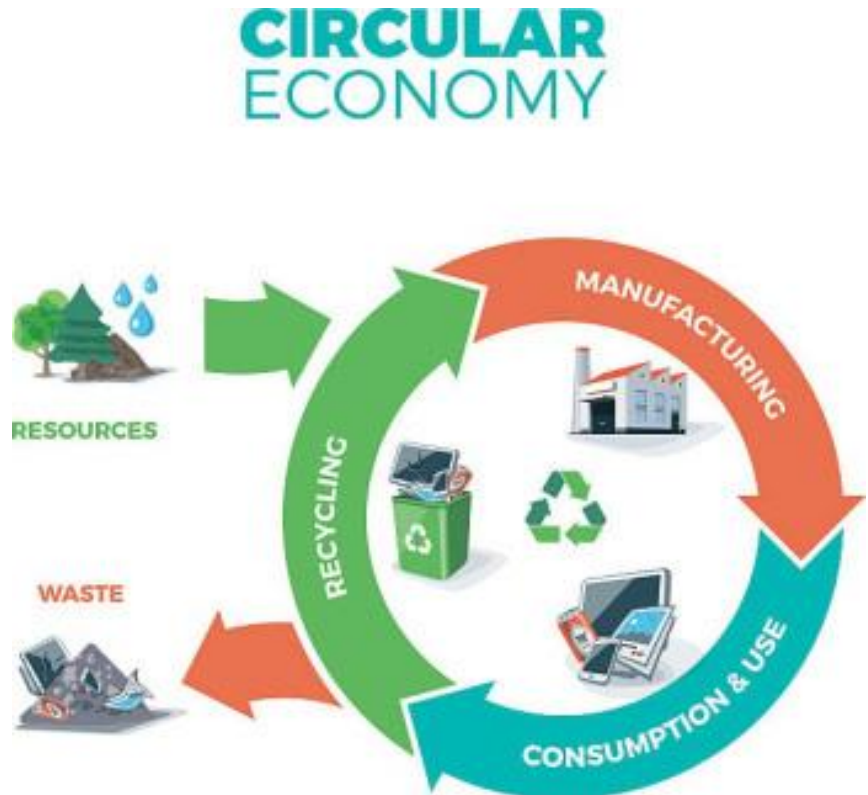 CIRCULAR
ECONOMY
MANUFACTURING
RESOURCES
RECYCLING
WASTE
CONSUMPTION & USE